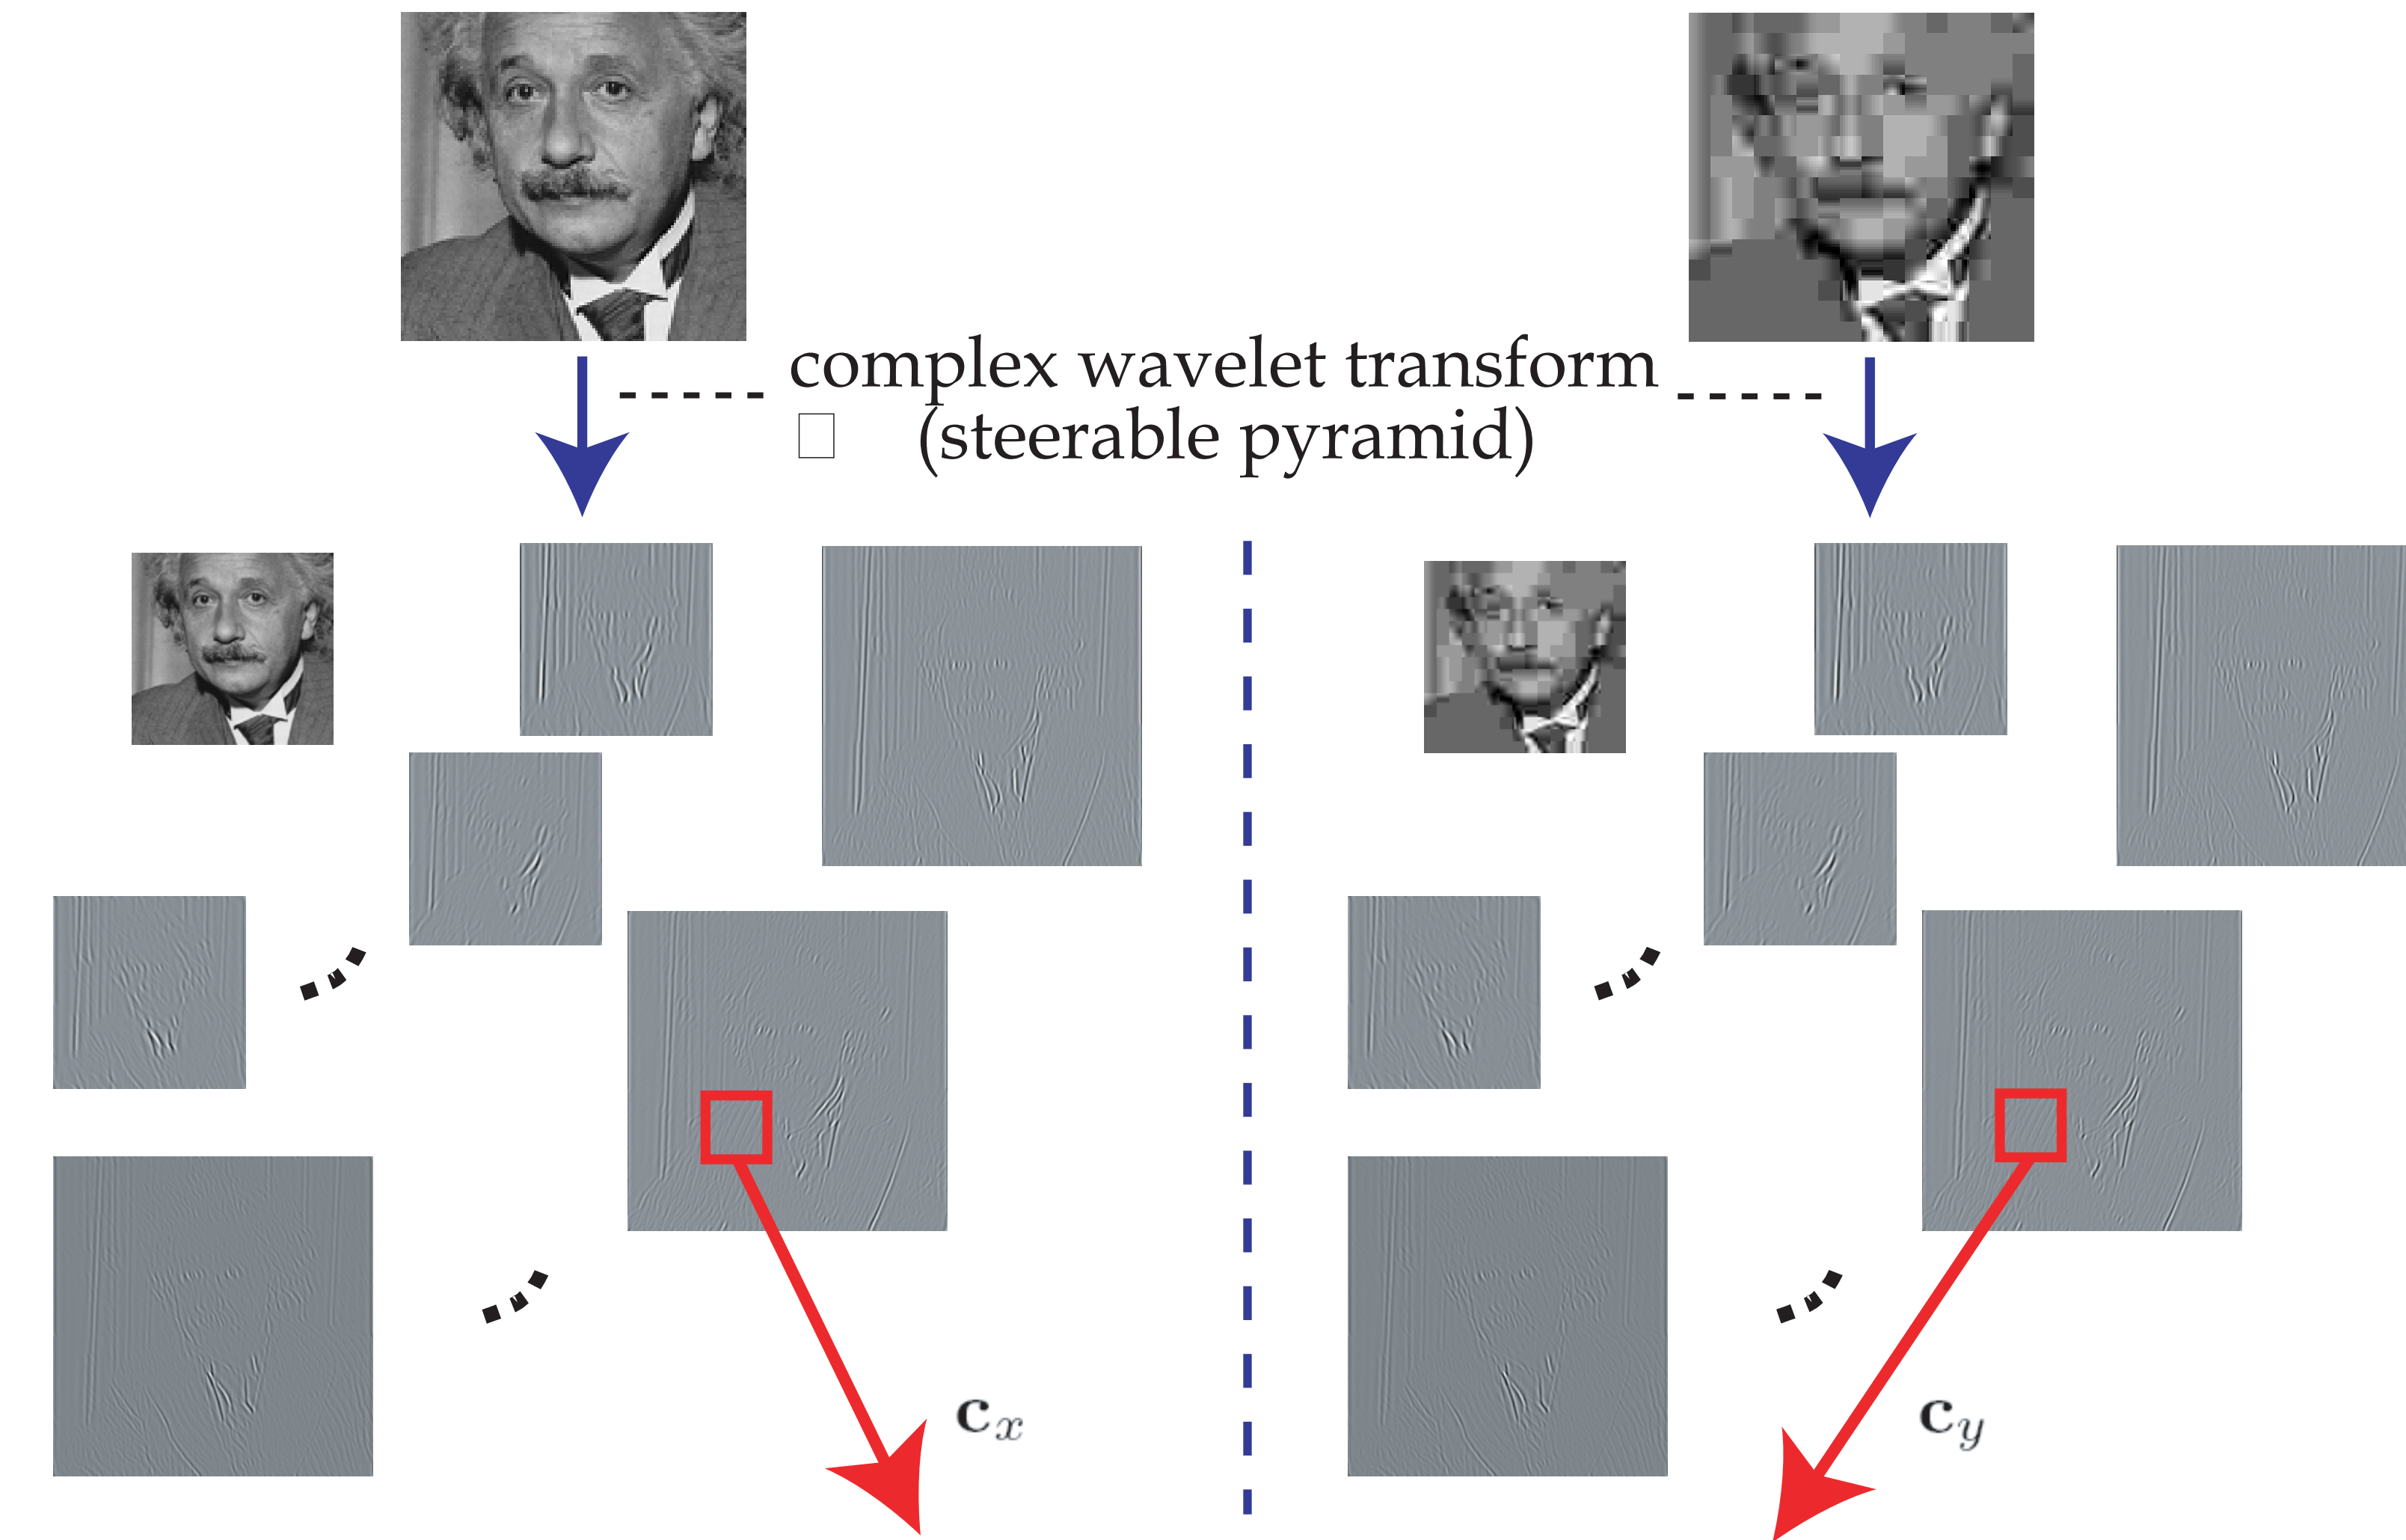 complex wavelet transform
(steerable pyramid)
c_x
c_y